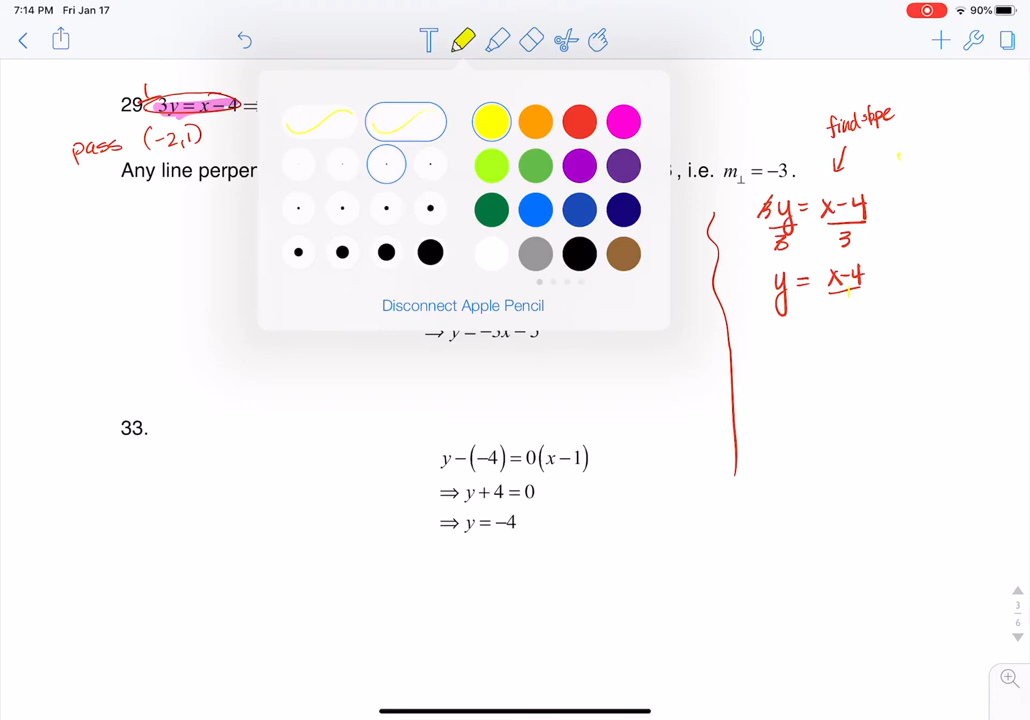 7:14 PM Fri Jan 17
90%
29. 3y = x − 4 =
pass (−2,1)
find slope
Any line perper
, i.e. m⊥ = −3 .
3y = x−4
3 3
y = x−4
Disconnect Apple Pencil
⇒ y = −3x − 5
33.
y − (−4) = 0(x − 1)
⇒ y + 4 = 0
⇒ y = −4
3
6